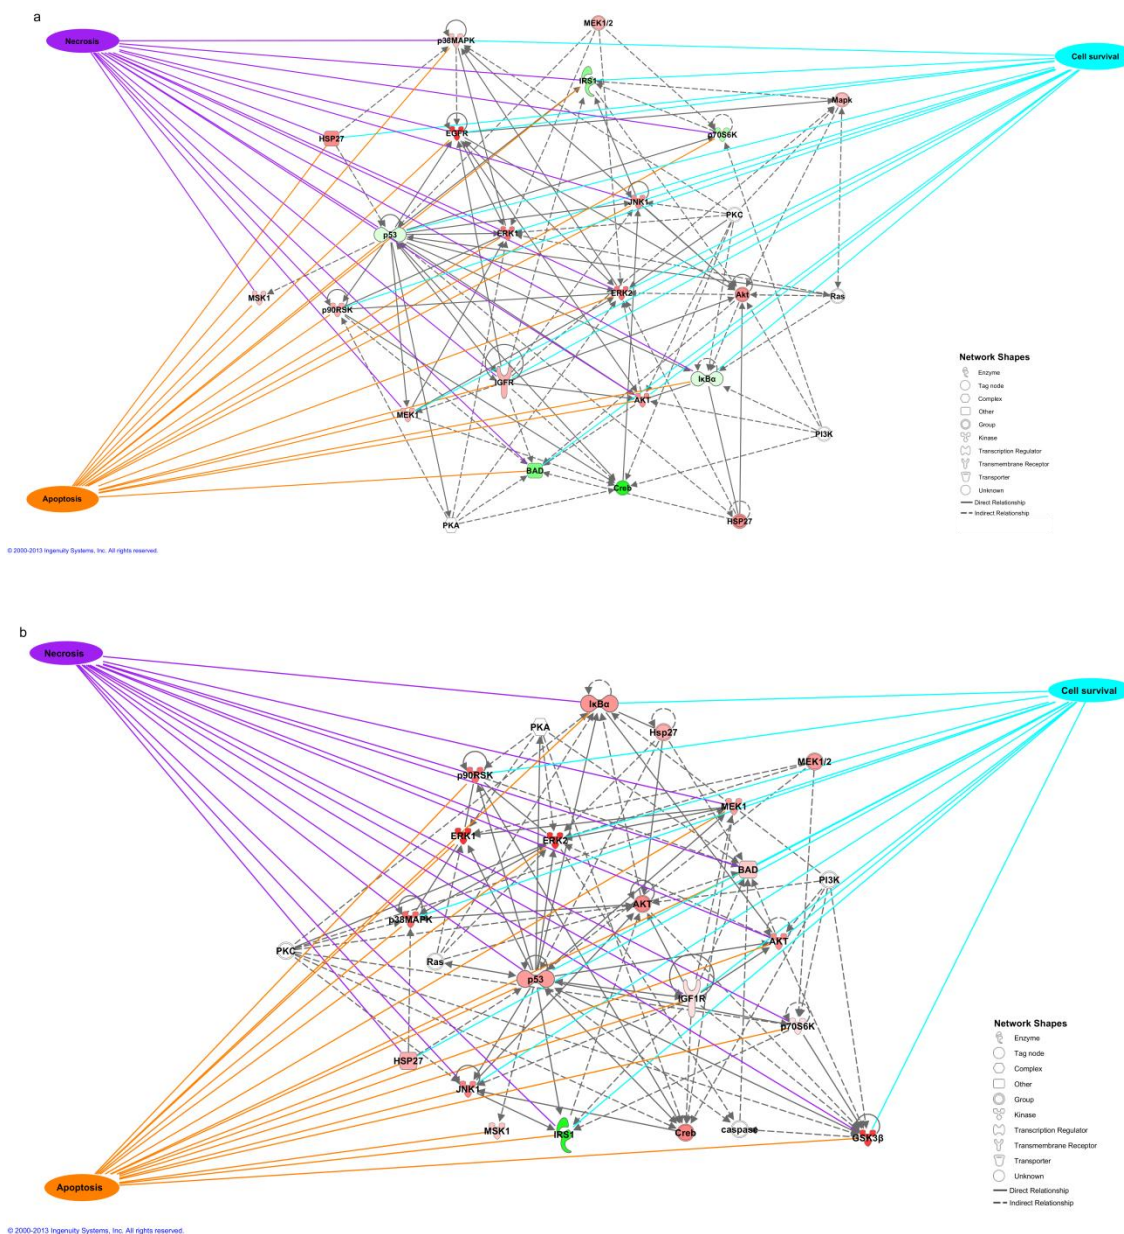 a
MEK1/2
Necrosis
p38MAPK
Cell survival
IRS1
Mapk
HSP27
EGFR
p70S6K
JNK1
PKC
p53
ERK1
MSK1
p90RSK
ERK2
Akt
Ras
IGFR
IκBα
MEK1
AKT
PI3K
BAD
Apoptosis
Creb
PKA
HSP27
Network Shapes
Enzyme
Tag node
Complex
Other
Group
Kinase
Transcription Regulator
Transmembrane Receptor
Transporter
Unknown
Direct Relationship
Indirect Relationship
© 2000-2013 Ingenuity Systems, Inc. All rights reserved.
b
Necrosis
Cell survival
IκBα
PKA
Hsp27
p90RSK
MEK1/2
MEK1
ERK1
ERK2
BAD
PI3K
AKT
p38MAPK
AKT
PKC
Ras
p53
IGF1R
p70S6K
HSP27
JNK1
MSK1
IRS1
Creb
caspase
GSK3β
Apoptosis
Network Shapes
Enzyme
Tag node
Complex
Other
Group
Kinase
Transcription Regulator
Transmembrane Receptor
Transporter
Unknown
Direct Relationship
Indirect Relationship
© 2000-2013 Ingenuity Systems, Inc. All rights reserved.